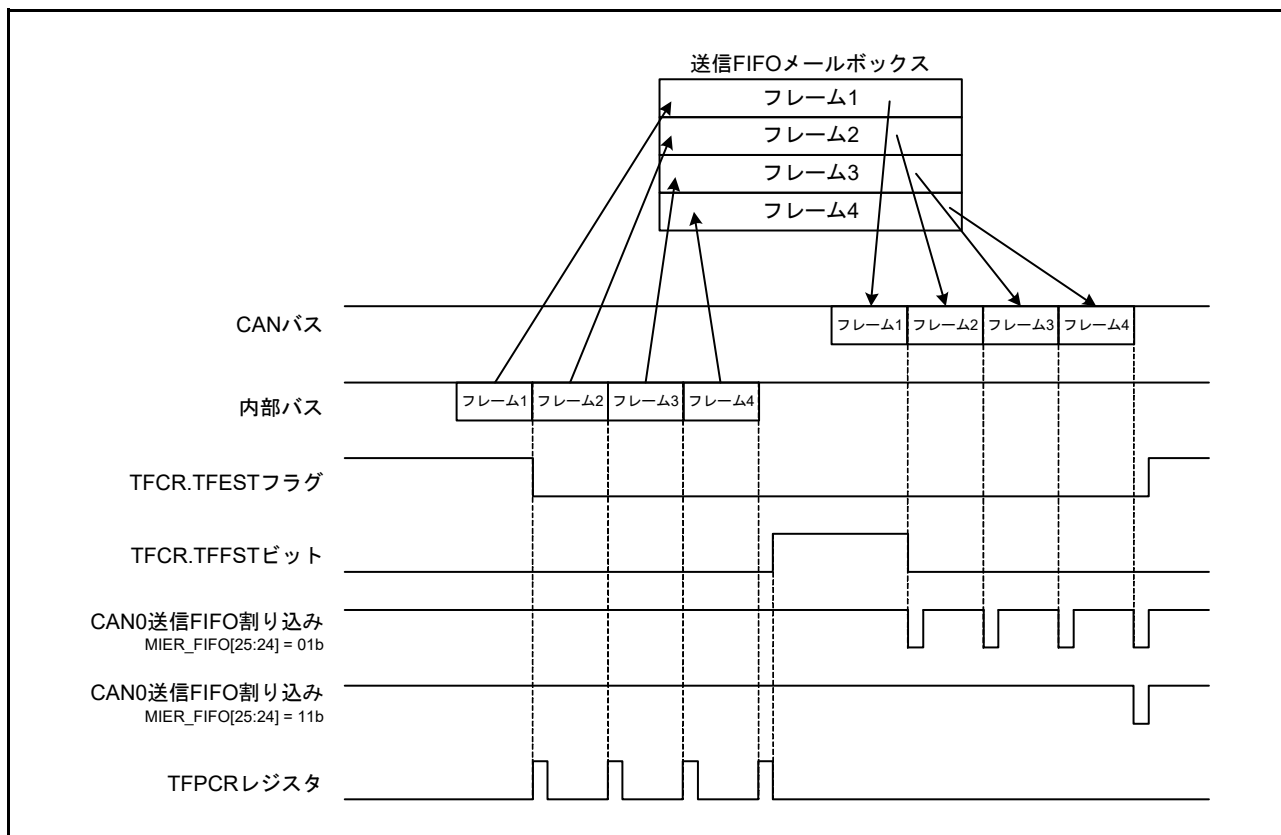 送信FIFOメールボックス
フレーム1
フレーム2
フレーム3
フレーム4
CANバス
フレーム1 フレーム2 フレーム3 フレーム4
内部バス
フレーム1 フレーム2 フレーム3 フレーム4
TFCR.TFESTフラグ
TFCR.TFFSTビット
CAN0送信FIFO割り込み
MIER_FIFO[25:24] = 01b
CAN0送信FIFO割り込み
MIER_FIFO[25:24] = 11b
TFPCRレジスタ